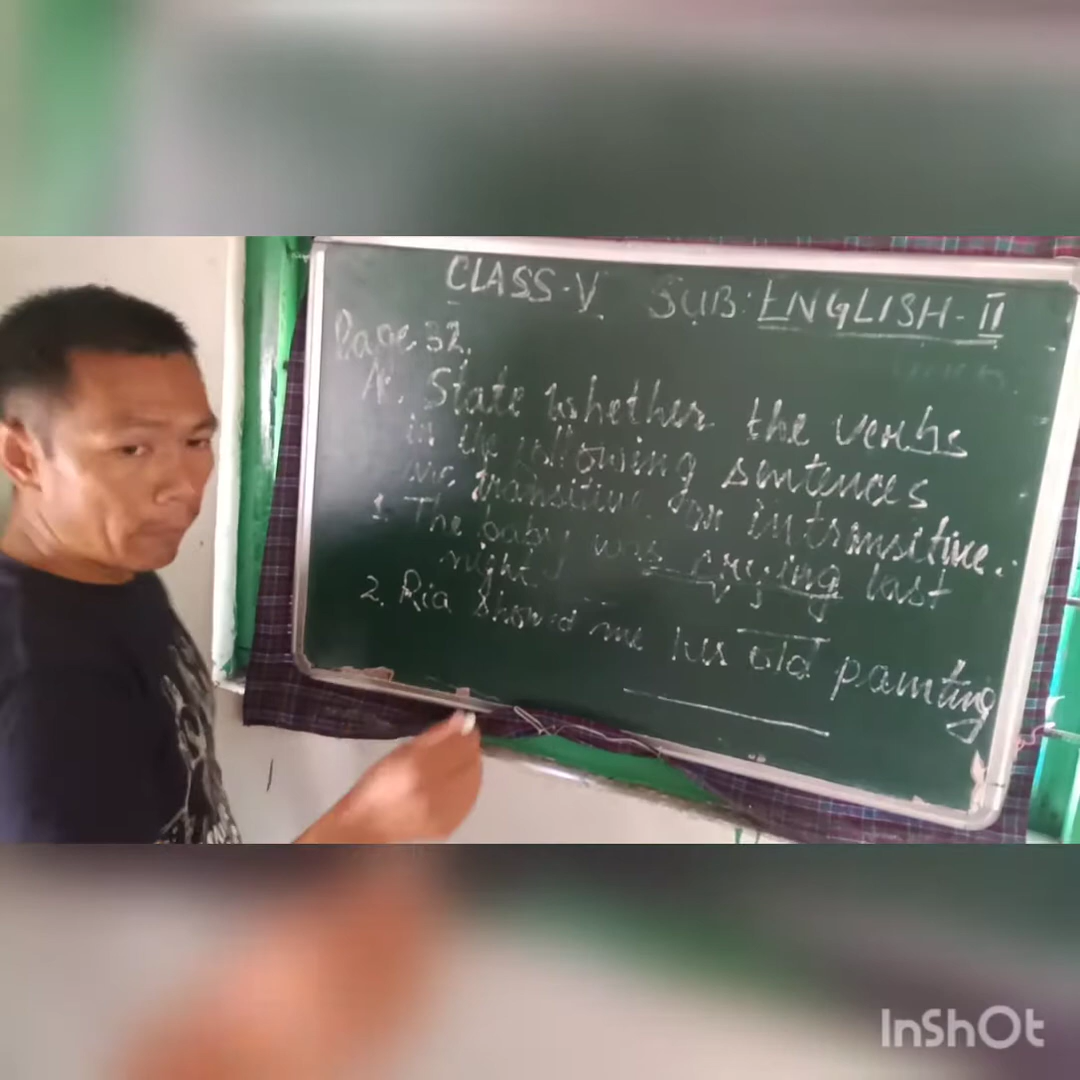 CLASS-V SUB: ENGLISH-II
Page 32.
A. State whether the verbs
in the following sentences
are transitive or intransitive.
1. The baby was crying last
night.
2. Ria showed me her old painting
InShOt